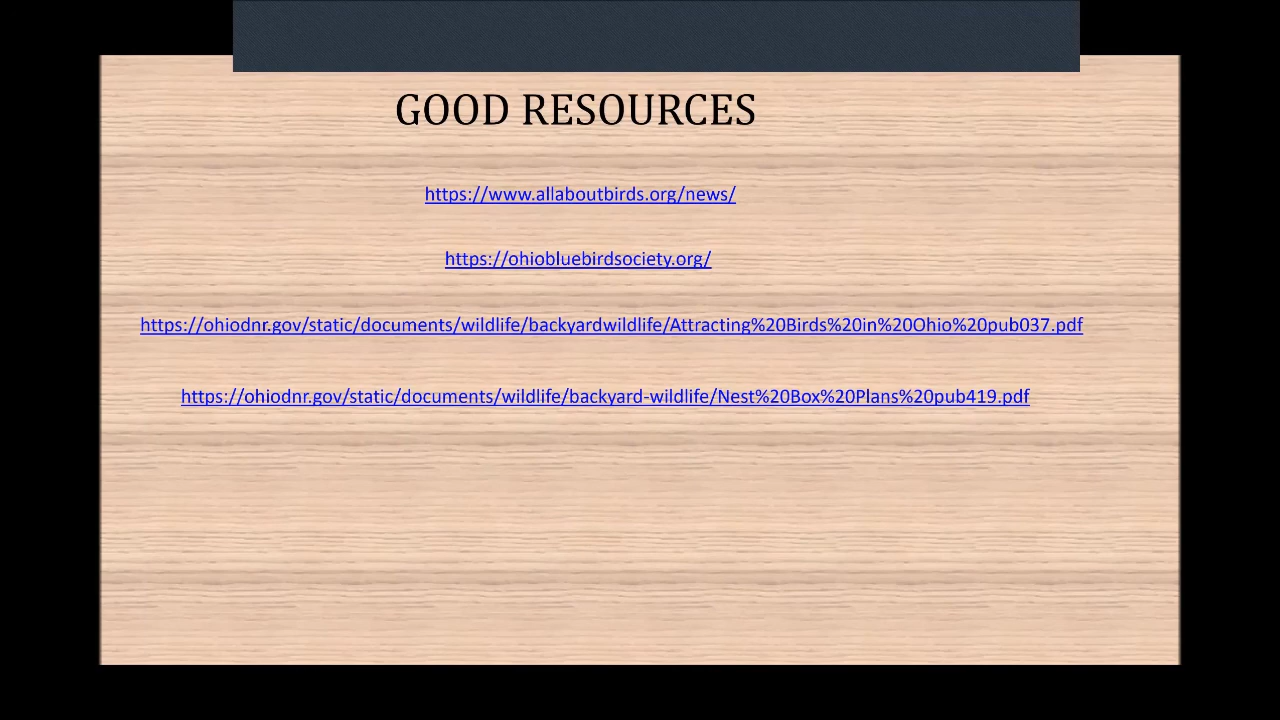 GOOD RESOURCES
https://www.allaboutbirds.org/news/
https://ohiobluebirdsociety.org/
https://ohiodnr.gov/static/documents/wildlife/backyardwildlife/Attracting%20Birds%20in%20Ohio%20pub037.pdf
https://ohiodnr.gov/static/documents/wildlife/backyard-wildlife/Nest%20Box%20Plans%20pub419.pdf